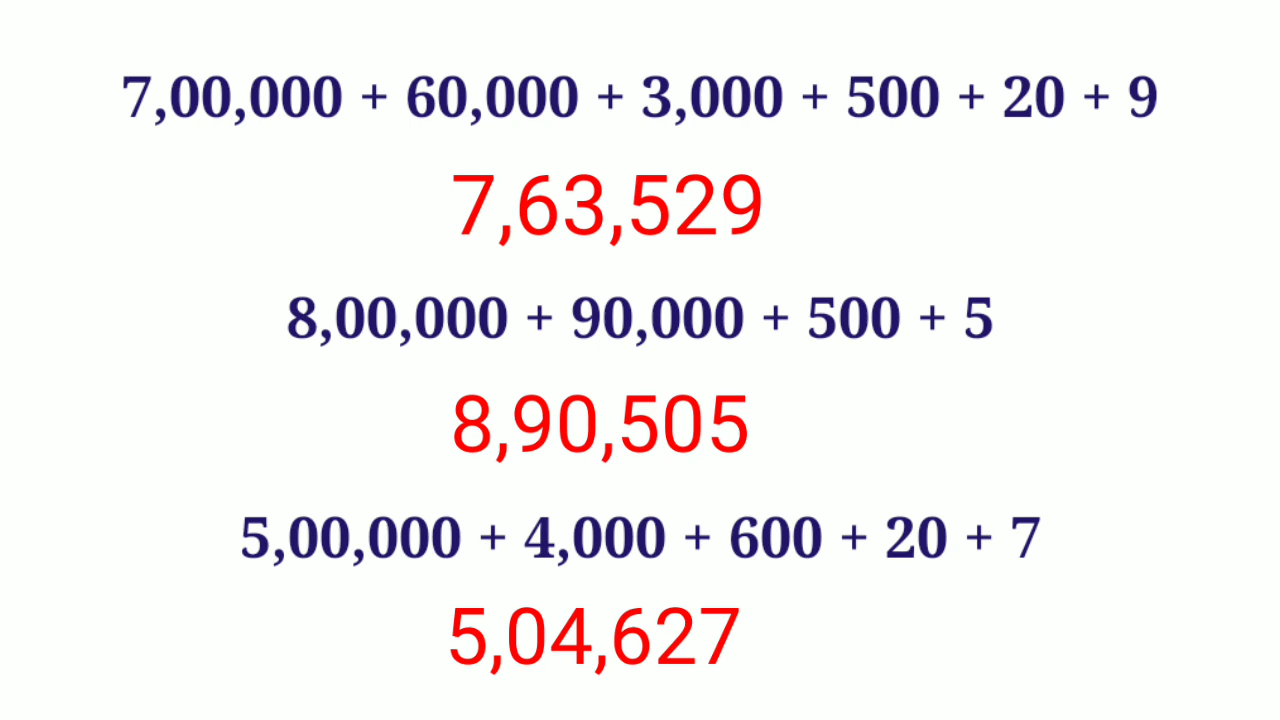 7,00,000 + 60,000 + 3,000 + 500 + 20 + 9
7,63,529
8,00,000 + 90,000 + 500 + 5
8,90,505
5,00,000 + 4,000 + 600 + 20 + 7
5,04,627